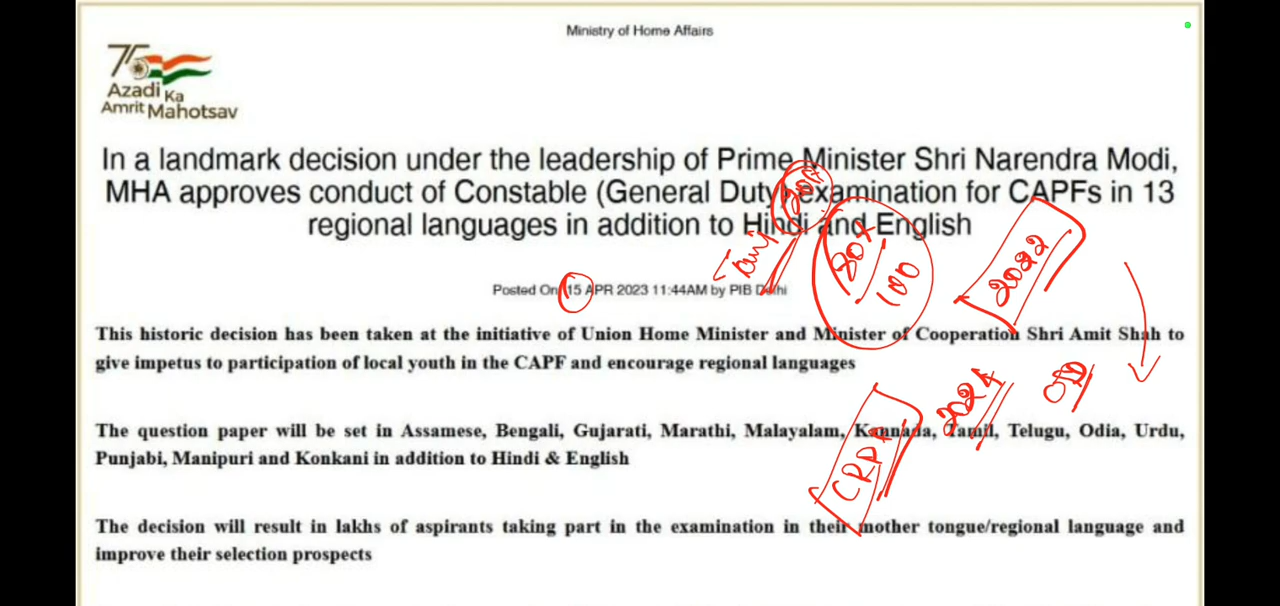 Ministry of Home Affairs
75
Azadi Ka
Amrit Mahotsav
In a landmark decision under the leadership of Prime Minister Shri Narendra Modi,
MHA approves conduct of Constable (General Duty) examination for CAPFs in 13
regional languages in addition to Hindi and English
Posted On: 15 APR 2023 11:44AM by PIB Delhi
2022
100
This historic decision has been taken at the initiative of Union Home Minister and Minister of Cooperation Shri Amit Shah to
give impetus to participation of local youth in the CAPF and encourage regional languages
2024
The question paper will be set in Assamese, Bengali, Gujarati, Marathi, Malayalam, Kannada, Tamil, Telugu, Odia, Urdu,
Punjabi, Manipuri and Konkani in addition to Hindi & English
The decision will result in lakhs of aspirants taking part in the examination in their mother tongue/regional language and
improve their selection prospects